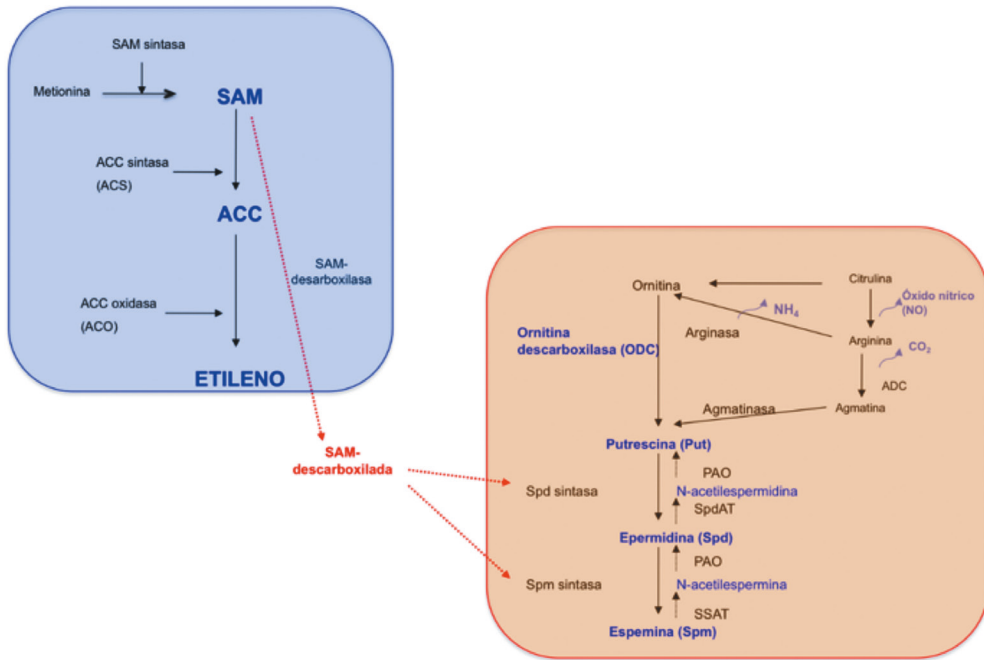 SAM sintasa
Metionina
SAM
ACC sintasa
(ACS)
ACC
SAM-
desarboxilasa
ACC oxidasa
(ACO)
ETILENO
SAM-
descarboxilada
Ornitina
Citrulina
Óxido nítrico
(NO)
NH4
Arginasa
Arginina
Ornitina
descarboxilasa (ODC)
CO2
ADC
Agmatinasa
Agmatina
Putrescina (Put)
PAO
Spd sintasa
N-acetilespermidina
SpdAT
Epermidina (Spd)
PAO
Spm sintasa
N-acetilespermina
SSAT
Espemina (Spm)